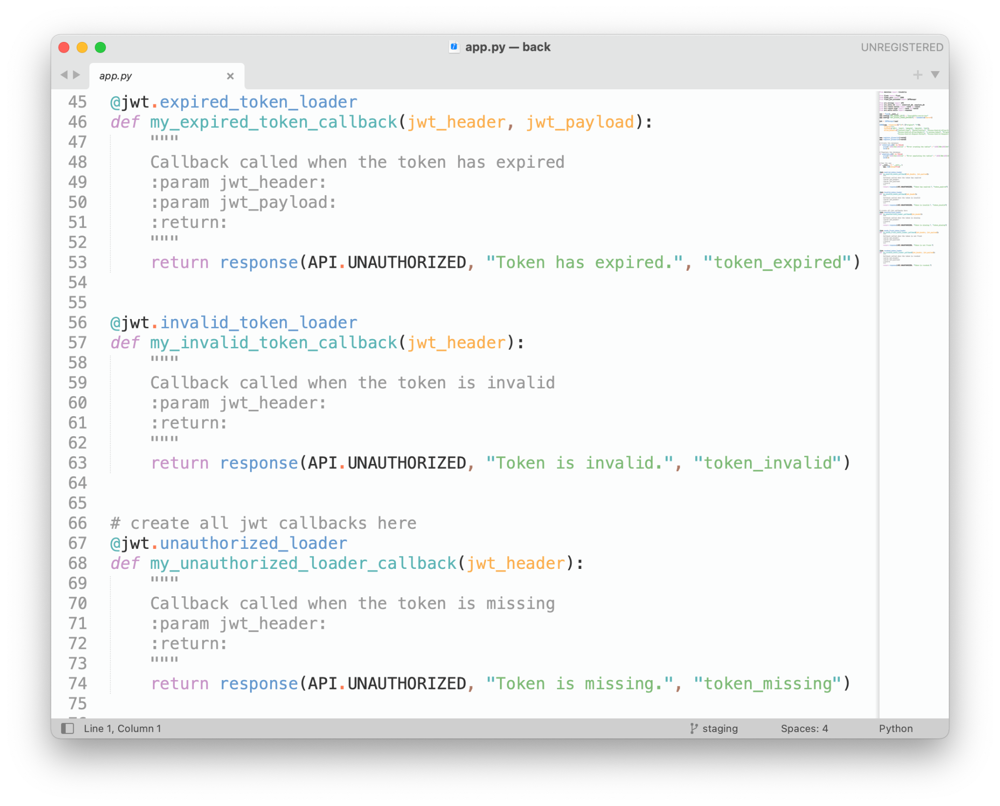 app.py — back
UNREGISTERED
app.py
45 @jwt.expired_token_loader
46 def my_expired_token_callback(jwt_header, jwt_payload):
47     """
48     Callback called when the token has expired
49     :param jwt_header:
50     :param jwt_payload:
51     :return:
52     """
53     return response(API.UNAUTHORIZED, "Token has expired.", "token_expired")
54
55
56 @jwt.invalid_token_loader
57 def my_invalid_token_callback(jwt_header):
58     """
59     Callback called when the token is invalid
60     :param jwt_header:
61     :return:
62     """
63     return response(API.UNAUTHORIZED, "Token is invalid.", "token_invalid")
64
65
66 # create all jwt callbacks here
67 @jwt.unauthorized_loader
68 def my_unauthorized_loader_callback(jwt_header):
69     """
70     Callback called when the token is missing
71     :param jwt_header:
72     :return:
73     """
74     return response(API.UNAUTHORIZED, "Token is missing.", "token_missing")
75
Line 1, Column 1
staging
Spaces: 4
Python